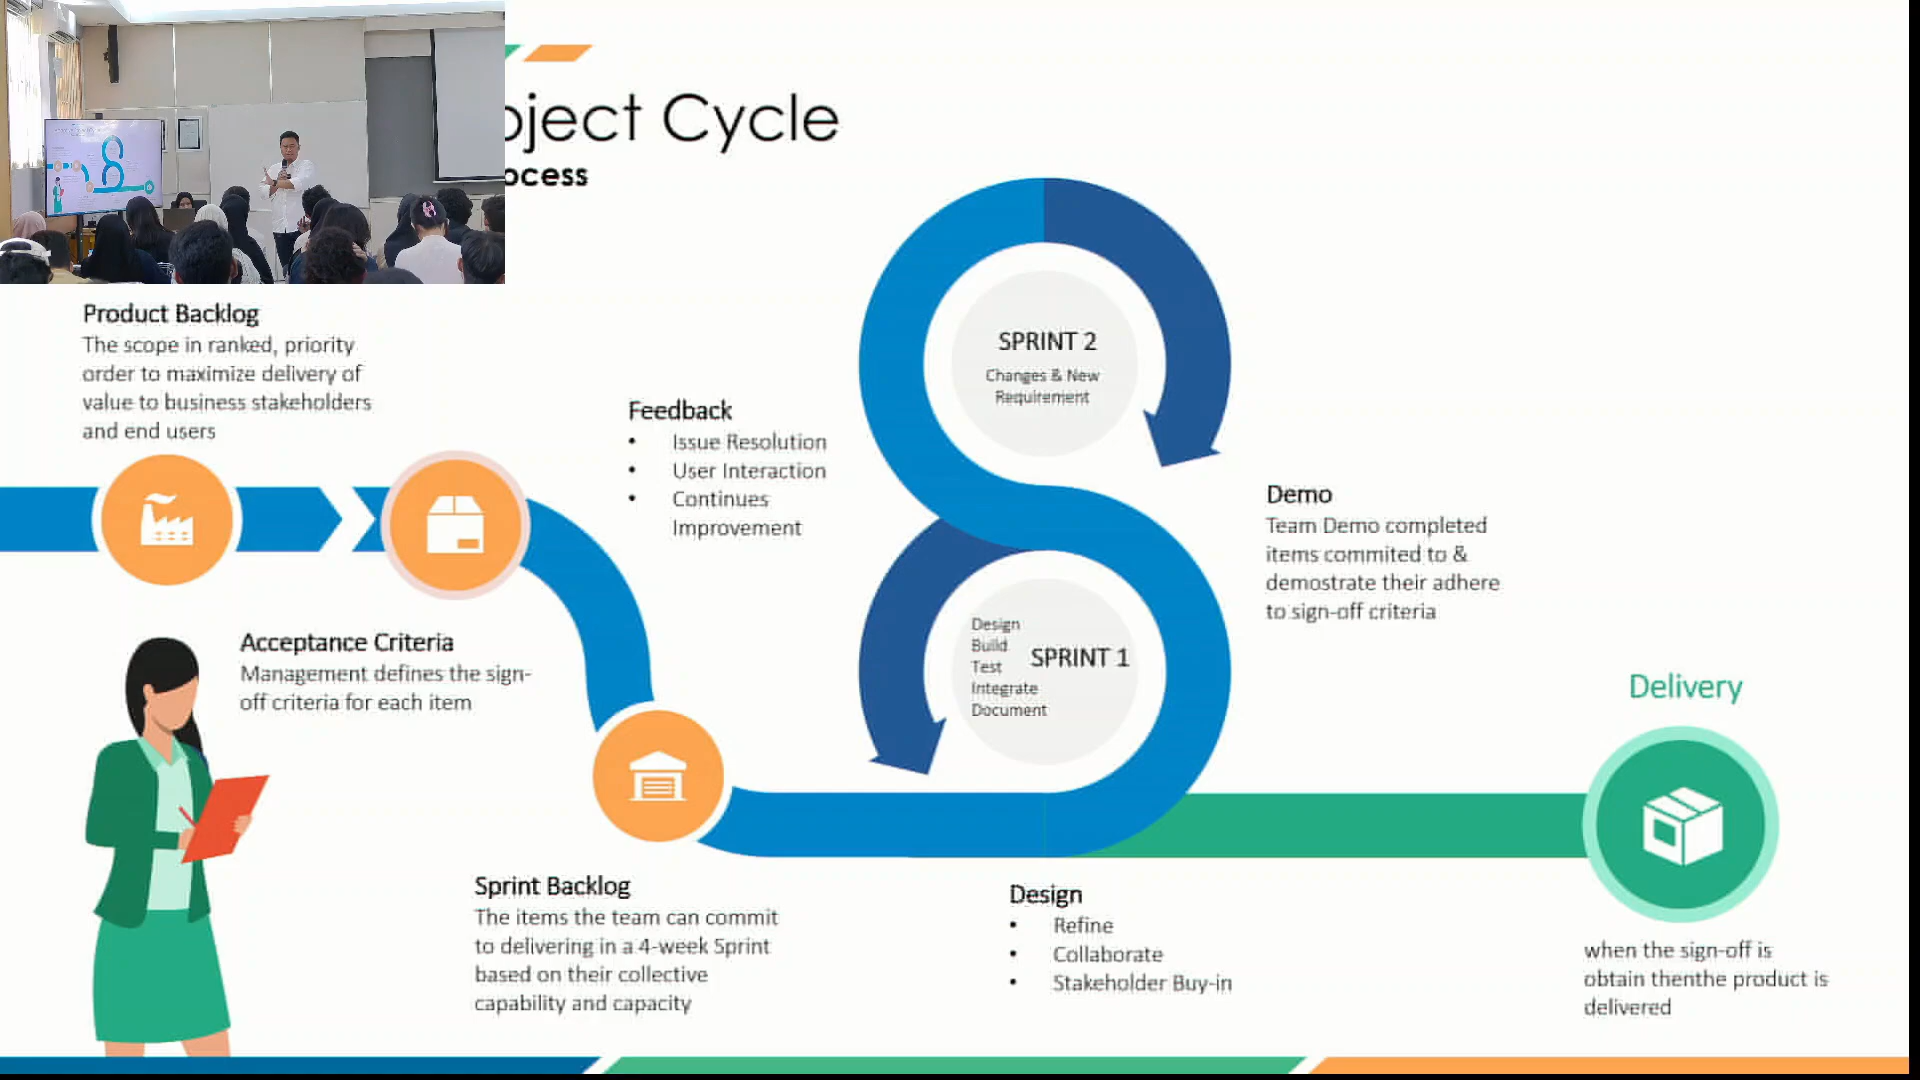 oject Cycle
ocess
Product Backlog
The scope in ranked, priority
order to maximize delivery of
value to business stakeholders
and end users
Feedback
• Issue Resolution
• User Interaction
• Continues
Improvement
SPRINT 2
Changes & New
Requirement
Demo
Team Demo completed
items commited to &
demostrate their adhere
to sign-off criteria
Acceptance Criteria
Management defines the sign-
off criteria for each item
Design
Build
Test
Integrate
Document
SPRINT 1
Delivery
Sprint Backlog
The items the team can commit
to delivering in a 4-week Sprint
based on their collective
capability and capacity
Design
• Refine
• Collaborate
• Stakeholder Buy-in
when the sign-off is
obtain thenthe product is
delivered